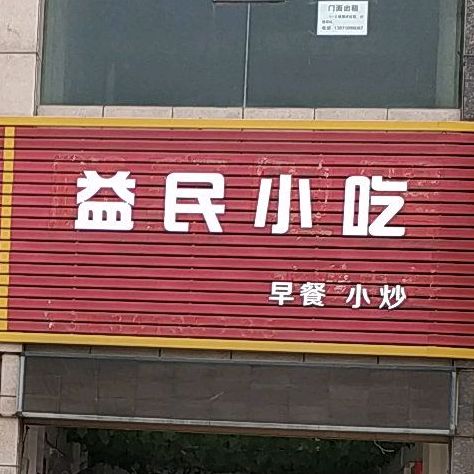 门面出租
益民小吃
早餐 小炒